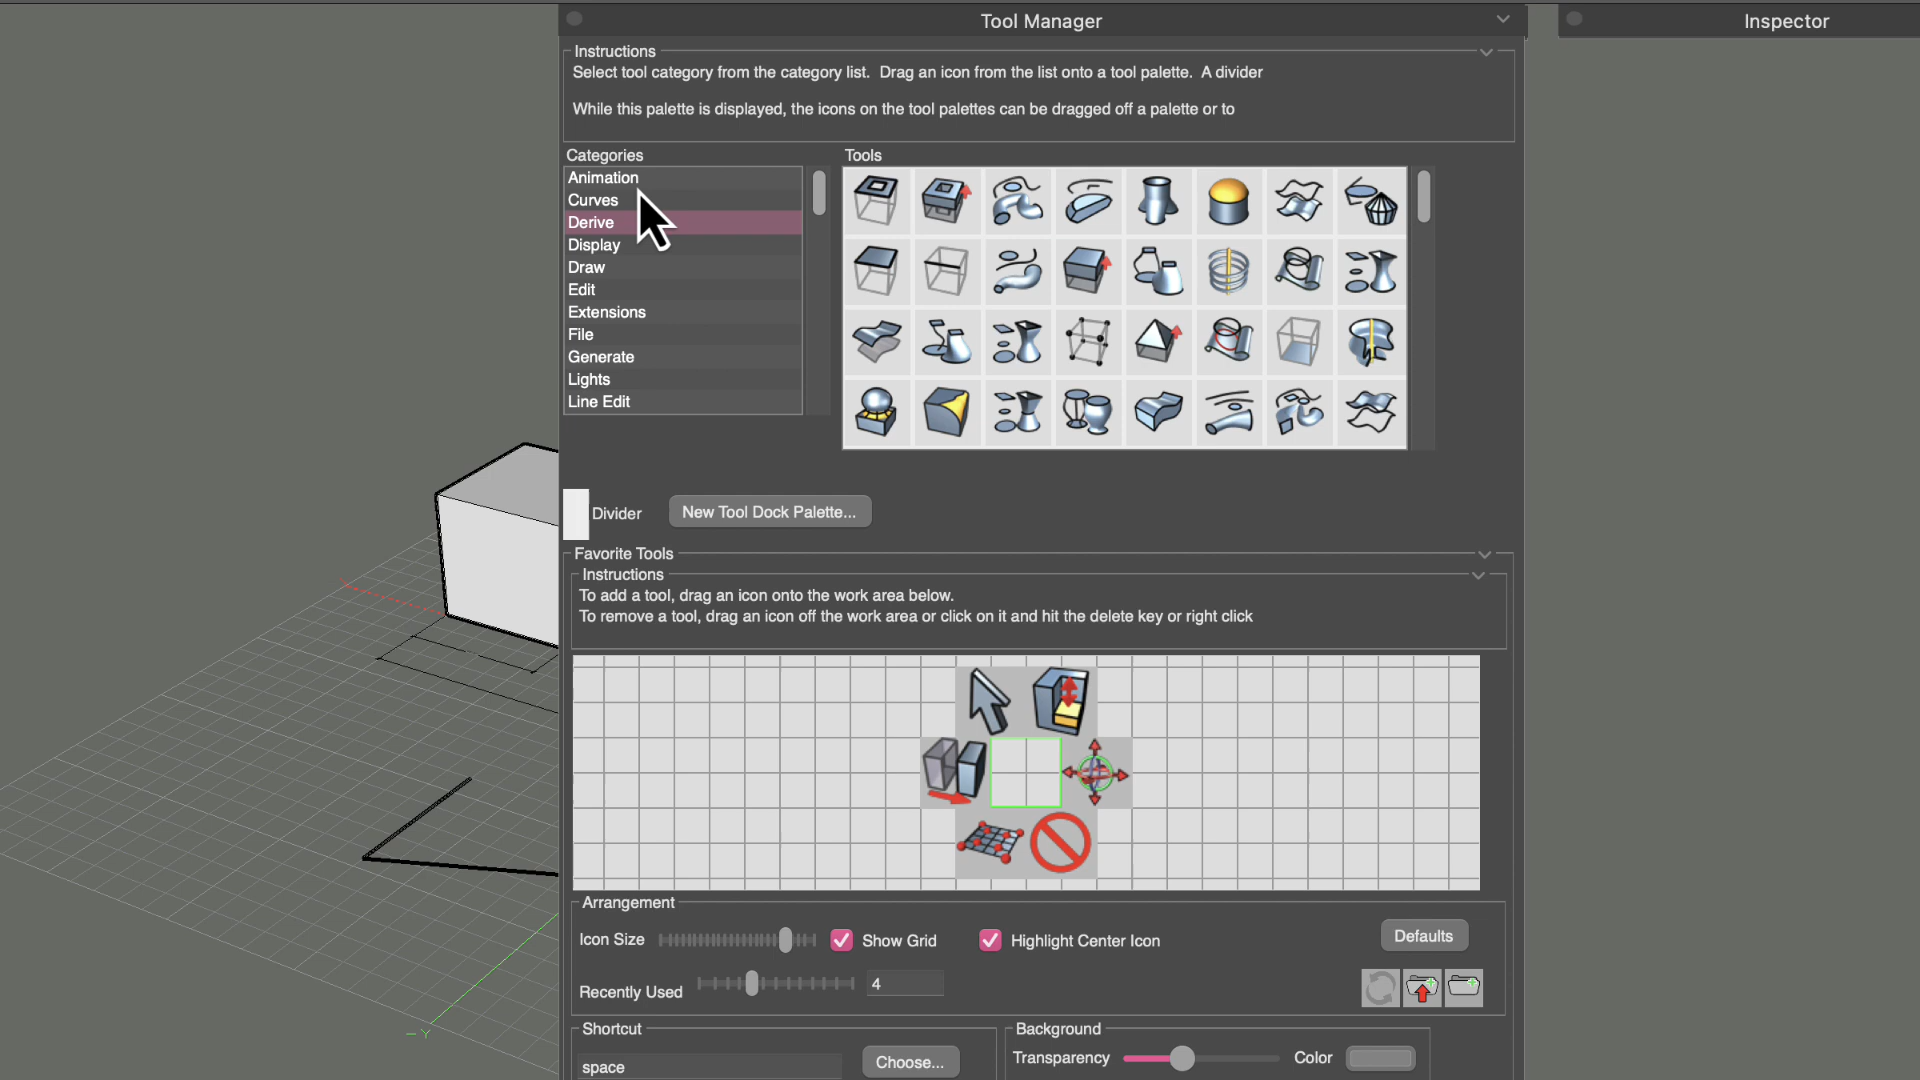 Tool Manager
Inspector
Instructions
Select tool category from the category list.  Drag an icon from the list onto a tool palette.  A divider
While this palette is displayed, the icons on the tool palettes can be dragged off a palette or to
Categories
Tools
Animation
Curves
Derive
Display
Draw
Edit
Extensions
File
Generate
Lights
Line Edit
Divider
New Tool Dock Palette...
Favorite Tools
Instructions
To add a tool, drag an icon onto the work area below.
To remove a tool, drag an icon off the work area or click on it and hit the delete key or right click
Arrangement
Icon Size
Show Grid
Highlight Center Icon
Defaults
Recently Used
4
Shortcut
Background
space
Choose...
Transparency
Color
-Y